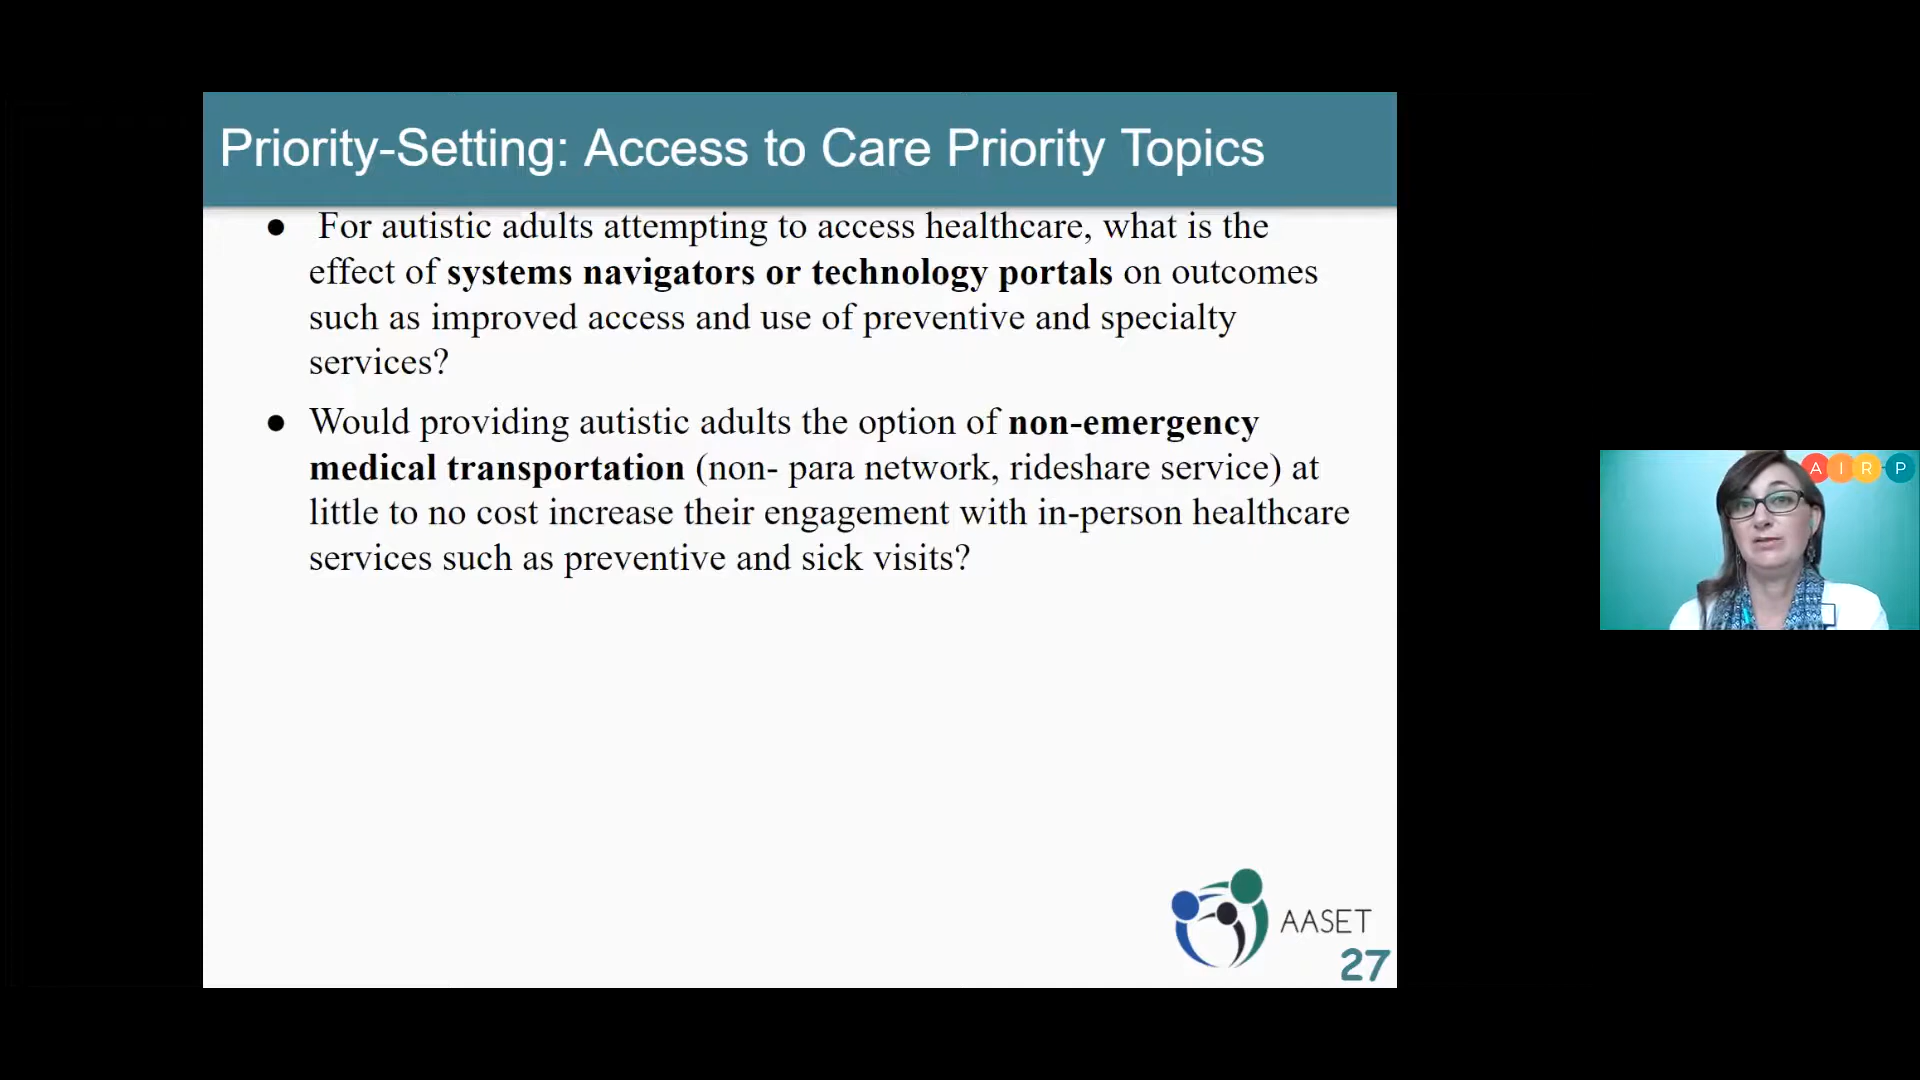 Priority-Setting: Access to Care Priority Topics
● For autistic adults attempting to access healthcare, what is the
effect of systems navigators or technology portals on outcomes
such as improved access and use of preventive and specialty
services?
● Would providing autistic adults the option of non-emergency
medical transportation (non- para network, rideshare service) at
little to no cost increase their engagement with in-person healthcare
services such as preventive and sick visits?
A I R - P
AASET
27